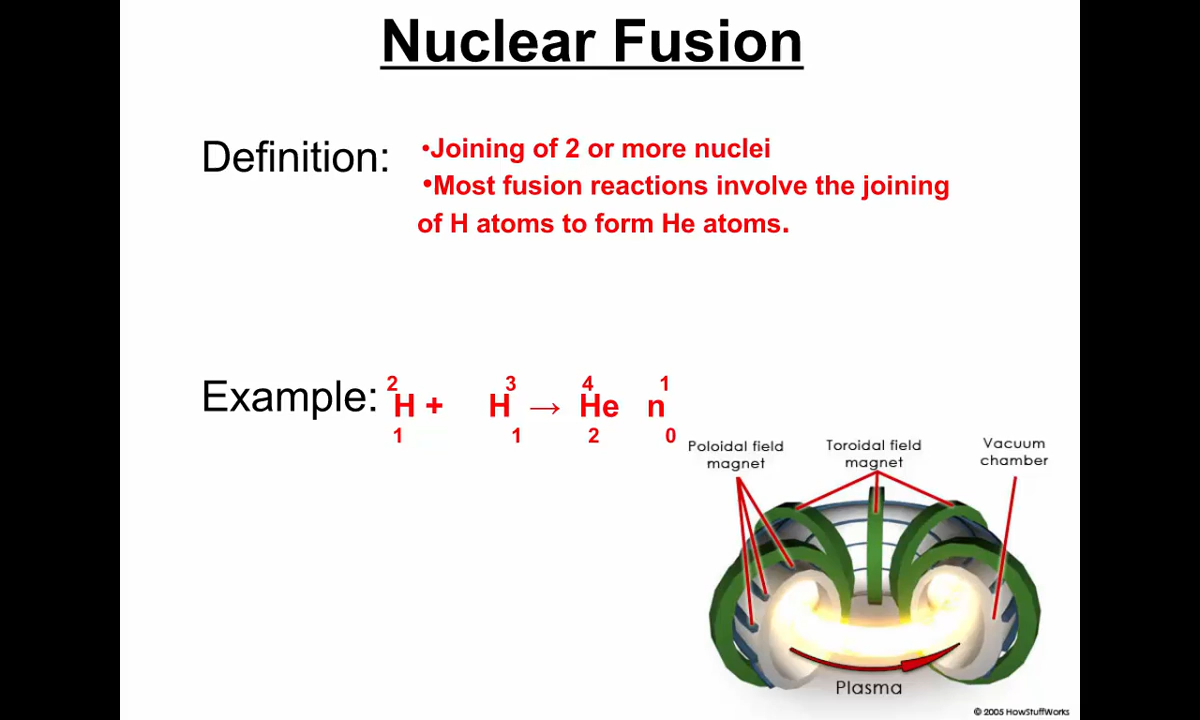 Nuclear Fusion
Definition:
•Joining of 2 or more nuclei
•Most fusion reactions involve the joining
of H atoms to form He atoms.
Example:
2 3 4 1
H + H → He n
1 1 2 0
Poloidal field
magnet
Toroidal field
magnet
Vacuum
chamber
Plasma
© 2005 HowStuffWorks